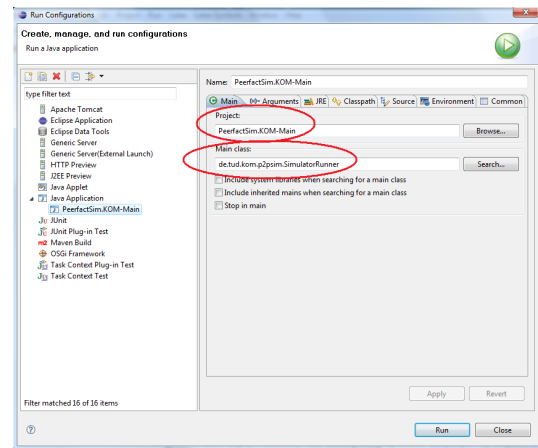 Run Configurations
Create, manage, and run configurations
Run a Java application
type filter text
Apache Tomcat
Eclipse Application
Eclipse Data Tools
Generic Server
Generic Server(External Launch)
HTTP Preview
J2EE Preview
Java Applet
Java Application
PeerfactSim.KOM-Main
JUnit
JUnit Plug-in Test
Maven Build
OSGi Framework
Task Context Plug-in Test
Task Context Test
Filter matched 16 of 16 items
Name: PeerfactSim.KOM-Main
Main Arguments JRE Classpath Source Environment Common
Project:
PeerfactSim.KOM-Main Browse...
Main class:
de.tud.kom.p2psim.SimulatorRunner Search...
Include system libraries when searching for a main class
Include inherited mains when searching for a main class
Stop in main
Apply Revert
Run Close